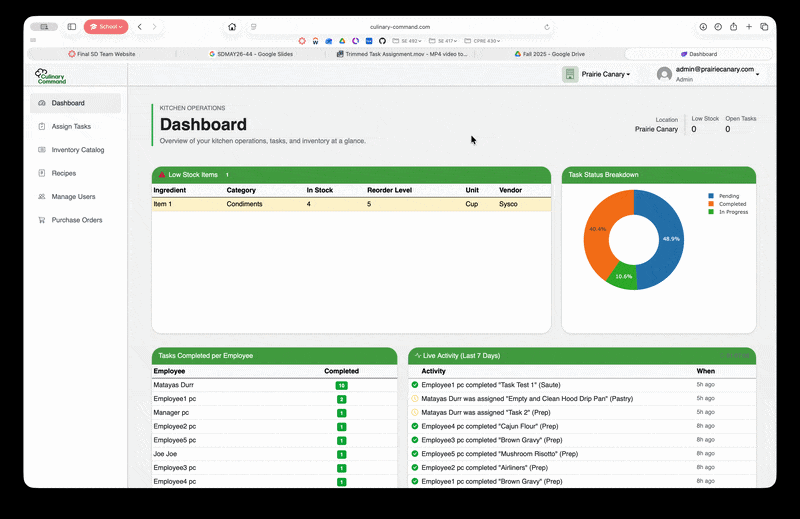 School
culinary-command.com
SE 492
SE 417
CPRE 430
Final SD Team Website
SDMAY26-44 - Google Slides
Trimmed Task Assignment.mov - MP4 video to...
Fall 2025 - Google Drive
Dashboard
Culinary
Command
Prairie Canary
admin@prairiecanary.com
Admin
Dashboard
Assign Tasks
Inventory Catalog
Recipes
Manage Users
Purchase Orders
KITCHEN OPERATIONS
Dashboard
Overview of your kitchen operations, tasks, and inventory at a glance.
Location
Prairie Canary
Low Stock
0
Open Tasks
0
Low Stock Items 1
Ingredient Category In Stock Reorder Level Unit Vendor
Item 1 Condiments 4 5 Cup Sysco
Task Status Breakdown
Pending
Completed
In Progress
48.9%
10.6%
Tasks Completed per Employee
Employee Completed
Matayas Durr 10
Employee1 pc 2
Manager pc 1
Employee2 pc 1
Employee5 pc 1
Joe Joe 1
Employee3 pc 1
Employee4 pc 1
Live Activity (Last 7 Days)
Activity When
Employee1 pc completed "Task Test 1" (Saute) 5h ago
Matayas Durr was assigned "Empty and Clean Hood Drip Pan" (Pastry) 5h ago
Matayas Durr was assigned "Task 2" (Prep) 5h ago
Employee4 pc completed "Cajun Flour" (Prep) 8h ago
Employee3 pc completed "Brown Gravy" (Prep) 8h ago
Employee5 pc completed "Mushroom Risotto" (Prep) 8h ago
Employee2 pc completed "Airliners" (Prep) 8h ago
Employee1 pc completed "Brown Gravy" (Prep) 8h ago